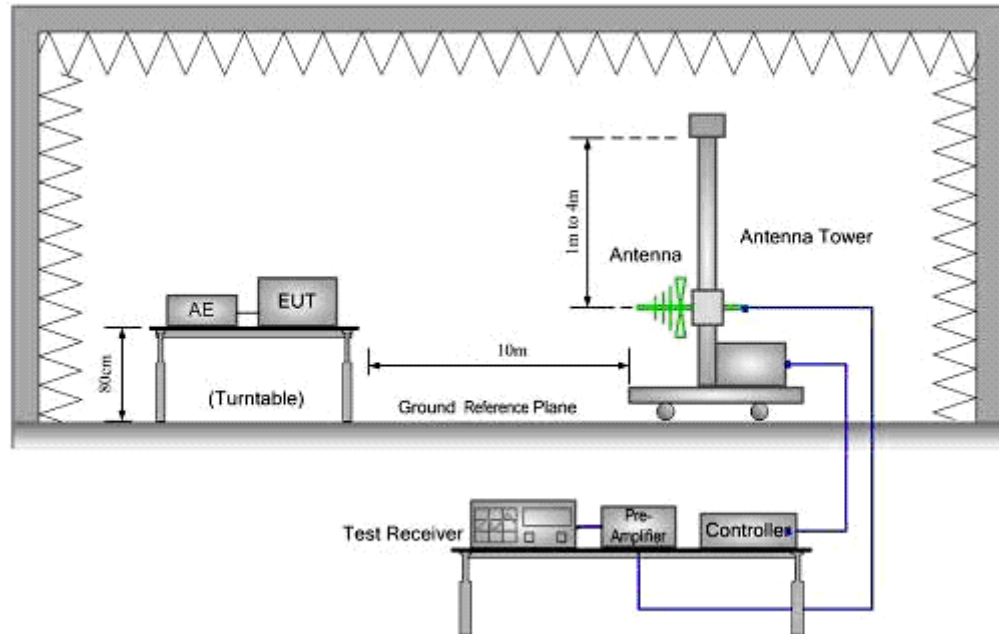 1m to 4m
Antenna
Antenna Tower
AE
EUT
80cm
(Turntable)
10m
Ground Reference Plane
Test Receiver
Pre-
Amplifier
Controller